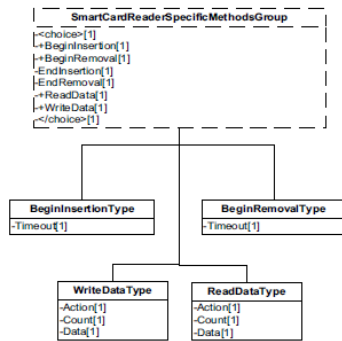 SmartCardReaderSpecificMethodsGroup
-<choice>[1]
-+BeginInsertion[1]
-+BeginRemoval[1]
-EndInsertion[1]
-EndRemoval[1]
-+ReadData[1]
-+WriteData[1]
-</choice>[1]
BeginInsertionType
-Timeout[1]
BeginRemovalType
-Timeout[1]
WriteDataType
-Action[1]
-Count[1]
-Data[1]
ReadDataType
-Action[1]
-Count[1]
-Data[1]